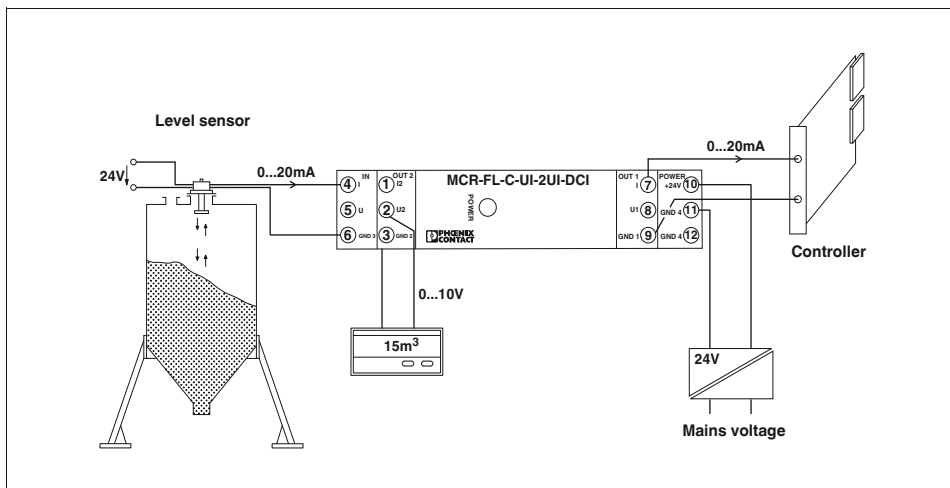 Level sensor
24V
0...20mA
IN
4 I
5 U
6 GND 3
OUT 2
1 I2
2 U2
3 GND 2
MCR-FL-C-UI-2UI-DCI
POWER
PHŒNIX
CONTACT
OUT 1
I 7
U1 8
GND 1 9
POWER
+24V 10
GND 4 11
GND 4 12
0...20mA
Controller
0...10V
15m³
24V
Mains voltage